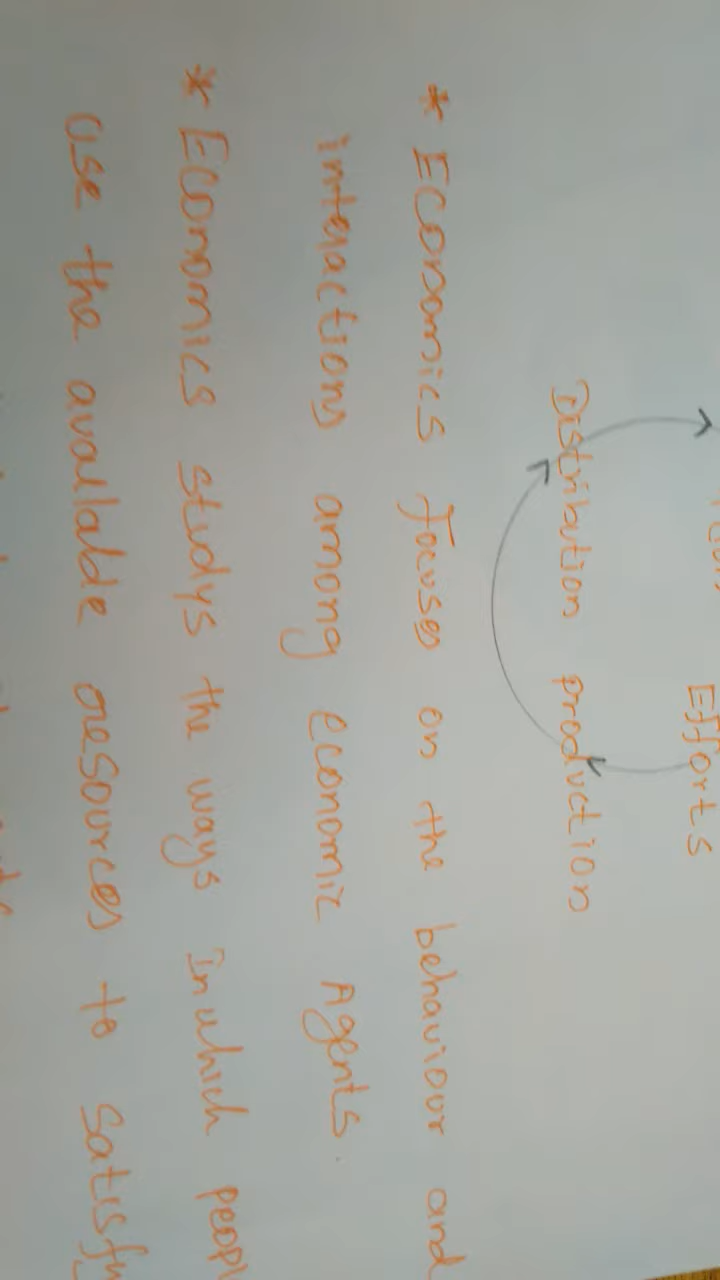 Efforts
Distribution production
* Economics focuses on the behaviour and
interactions among economic Agents.
* Economics studys the ways In which
use the available resources to satisfy